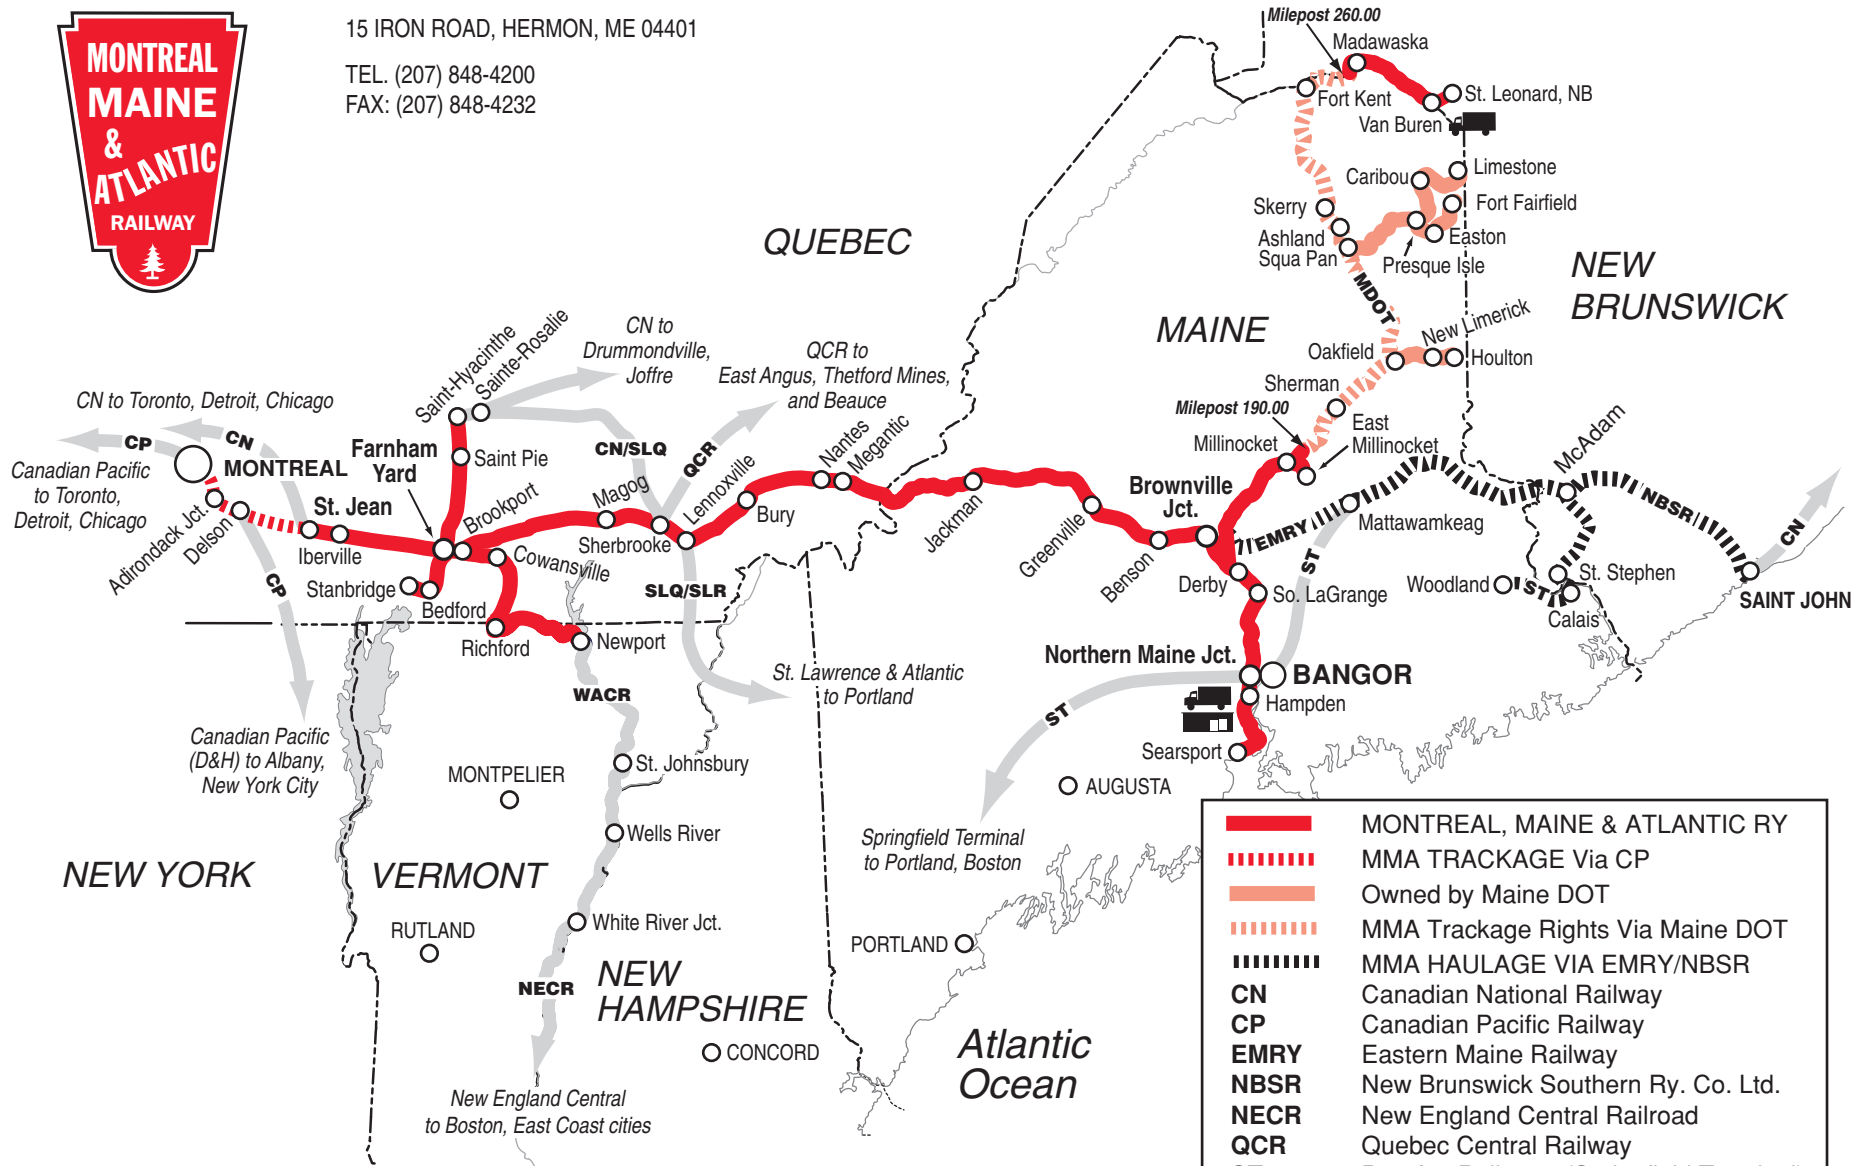 MONTREAL
MAINE
&
ATLANTIC
RAILWAY
15 IRON ROAD, HERMON, ME 04401
TEL. (207) 848-4200
FAX: (207) 848-4232
Milepost 260.00
Madawaska
Fort Kent
St. Leonard, NB
Van Buren
Limestone
Caribou
Fort Fairfield
Skerry
Ashland
Squa Pan
Easton
Presque Isle
MDOT
QUEBEC
MAINE
NEW
BRUNSWICK
New Limerick
Oakfield
Houlton
Sherman
Milepost 190.00
East
Millinocket
Millinocket
CN to
Drummondville,
Joffre
QCR to
East Angus, Thetford Mines,
and Beauce
Saint-Hyacinthe
Sainte-Rosalie
CN to Toronto, Detroit, Chicago
CP
CN
Canadian Pacific
to Toronto,
Detroit, Chicago
MONTREAL
Farnham
Yard
Saint Pie
CN/SLQ
QCR
St. Jean
Brookport
Magog
Lennoxville
Nantes
Megantic
Bury
Adirondack Jct.
Delson
Iberville
Sherbrooke
Cowansville
Jackman
Greenville
Brownville
Jct.
Benson
EMRY
Mattawamkeag
McAdam
NBSR
CN
CP
Stanbridge
Bedford
SLQ/SLR
Derby
So. LaGrange
ST
Woodland
ST
St. Stephen
Calais
SAINT JOHN
Richford
Newport
WACR
St. Lawrence & Atlantic
to Portland
Northern Maine Jct.
BANGOR
Hampden
ST
Searsport
Canadian Pacific
(D&H) to Albany,
New York City
MONTPELIER
St. Johnsbury
AUGUSTA
Wells River
Springfield Terminal
to Portland, Boston
NEW YORK
VERMONT
White River Jct.
RUTLAND
PORTLAND
NECR
NEW
HAMPSHIRE
CONCORD
Atlantic
Ocean
New England Central
to Boston, East Coast cities
MONTREAL, MAINE & ATLANTIC RY
MMA TRACKAGE Via CP
Owned by Maine DOT
MMA Trackage Rights Via Maine DOT
MMA HAULAGE VIA EMRY/NBSR
CN Canadian National Railway
CP Canadian Pacific Railway
EMRY Eastern Maine Railway
NBSR New Brunswick Southern Ry. Co. Ltd.
NECR New England Central Railroad
QCR Quebec Central Railway